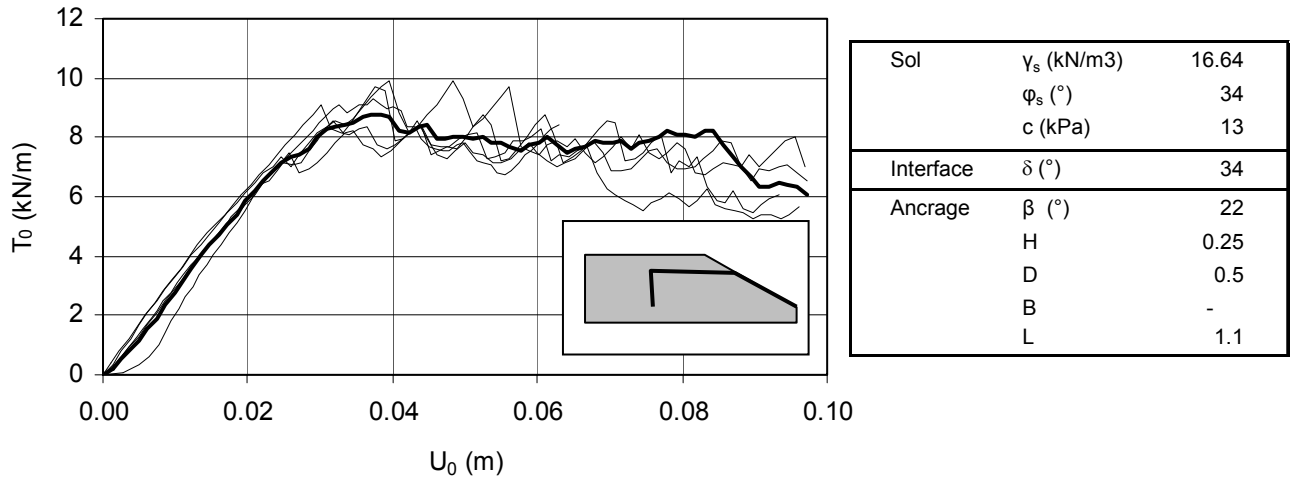 12
10
8
6
4
2
0
T₀ (kN/m)
0.00 0.02 0.04 0.06 0.08 0.10
U₀ (m)
Sol γₛ (kN/m3) 16.64
φₛ (°) 34
c (kPa) 13
Interface δ (°) 34
Ancrage β (°) 22
H 0.25
D 0.5
B -
L 1.1